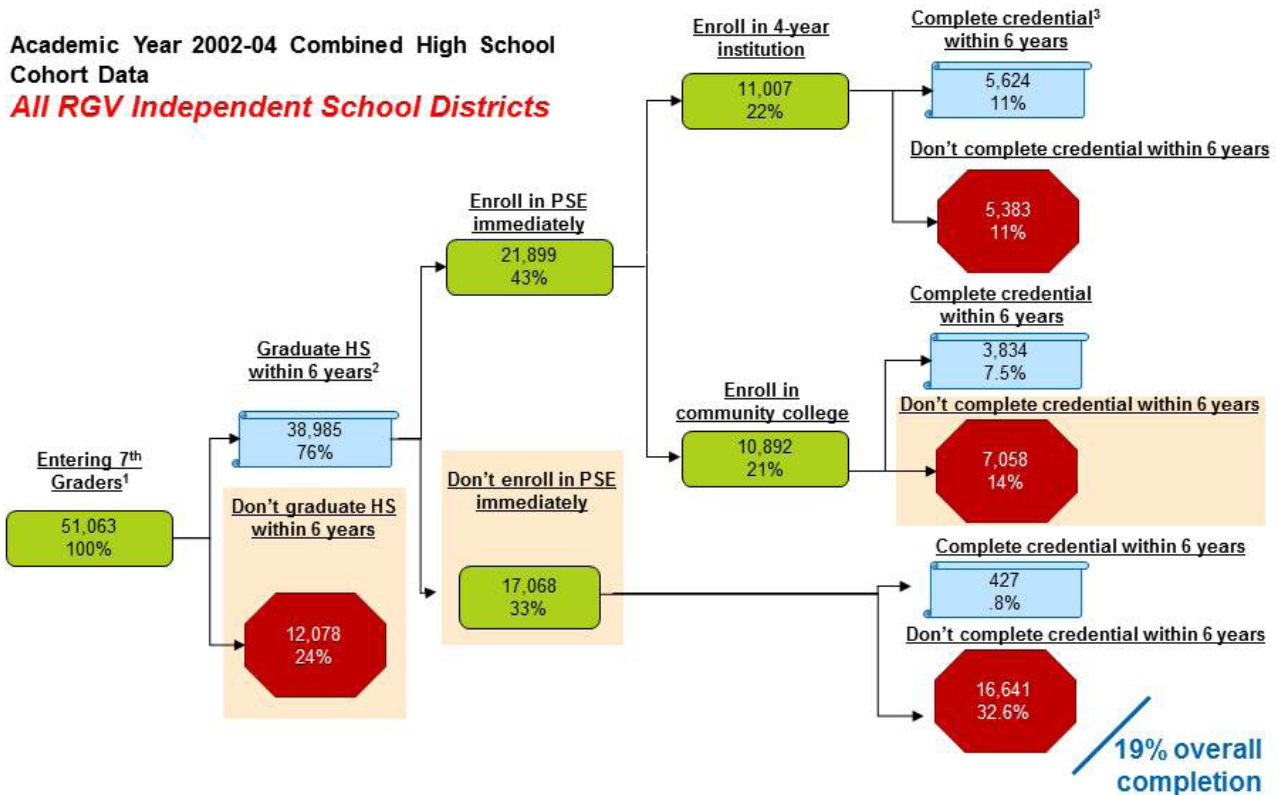 Academic Year 2002-04 Combined High School
Cohort Data
All RGV Independent School Districts
Entering 7th
Graders1
51,063
100%
Graduate HS
within 6 years2
38,985
76%
Don't graduate HS
within 6 years
12,078
24%
Enroll in PSE
immediately
21,899
43%
Don't enroll in PSE
immediately
17,068
33%
Enroll in 4-year
institution
11,007
22%
Enroll in
community college
10,892
21%
Complete credential3
within 6 years
5,624
11%
Don't complete credential within 6 years
5,383
11%
Complete credential
within 6 years
3,834
7.5%
Don't complete credential within 6 years
7,058
14%
Complete credential within 6 years
427
.8%
Don't complete credential within 6 years
16,641
32.6%
19% overall
completion